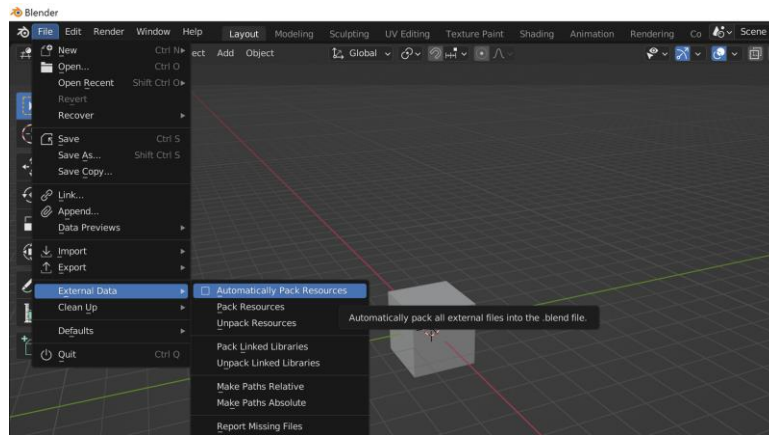 Blender
File Edit Render Window Help Layout Modeling Sculpting UV Editing Texture Paint Shading Animation Rendering Co Scene
New Ctrl N
ect Add Object Global
Open... Ctrl O
Open Recent Shift Ctrl O
Revert
Recover
Save Ctrl S
Save As... Shift Ctrl S
Save Copy...
Link...
Append...
Data Previews
Import
Export
External Data
Clean Up
Defaults
Quit Ctrl Q
Automatically Pack Resources
Pack Resources
Unpack Resources
Automatically pack all external files into the .blend file.
Pack Linked Libraries
Unpack Linked Libraries
Make Paths Relative
Make Paths Absolute
Report Missing Files